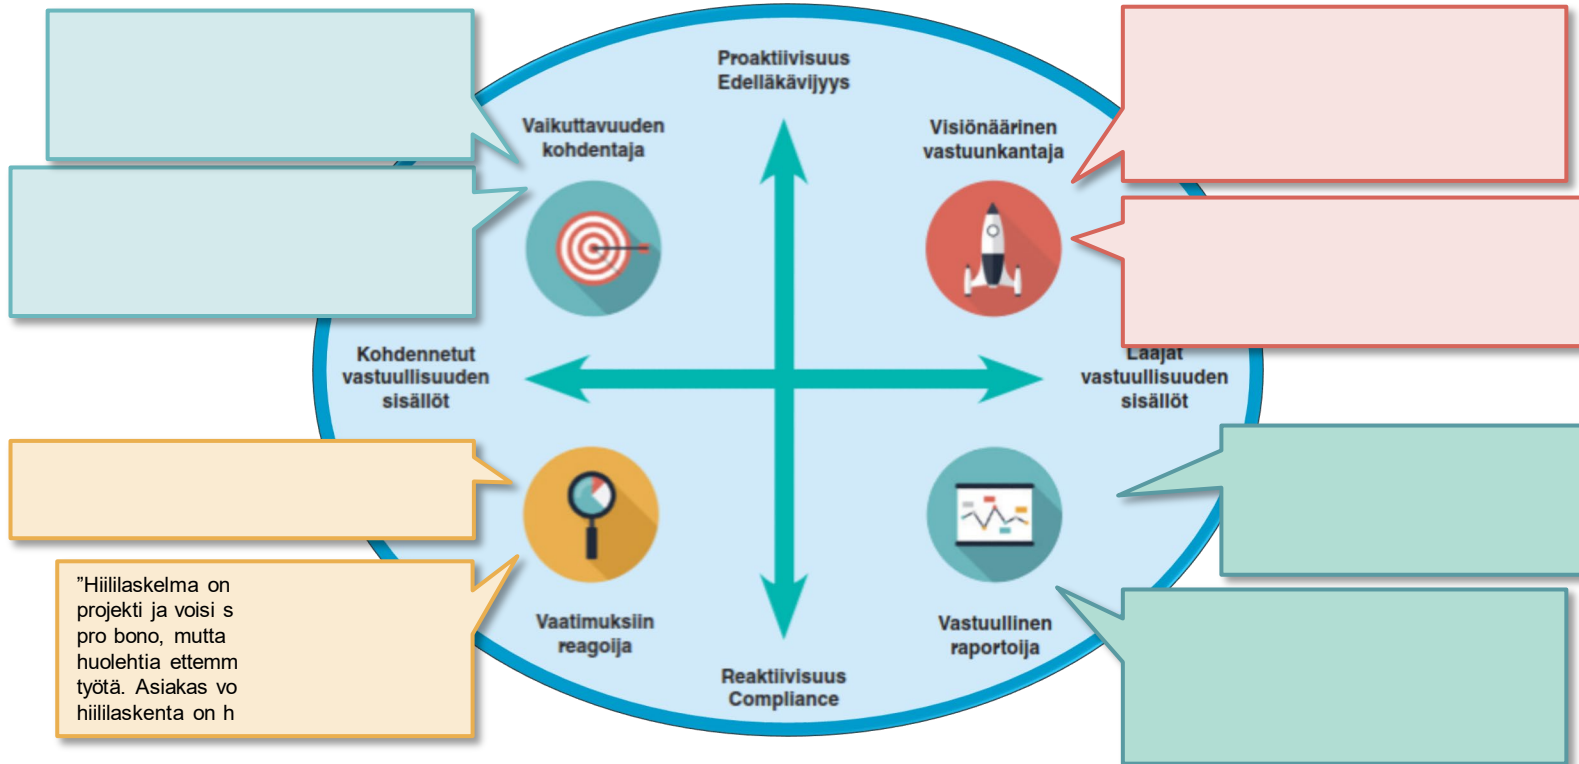 Proaktiivisuus
Edelläkävijyys
Vaikuttavuuden
kohdentaja
Visiönäärinen
vastuunkantaja
Kohdennetut
vastuullisuuden
sisällöt
Laajat
vastuullisuuden
sisällöt
"Hiililaskelma on
projekti ja voisi s
pro bono, mutta
huolehtia ettemm
työtä. Asiakas vo
hiililaskenta on h
Vaatimuksiin
reagoija
Vastuullinen
raportoija
Reaktiivisuus
Compliance